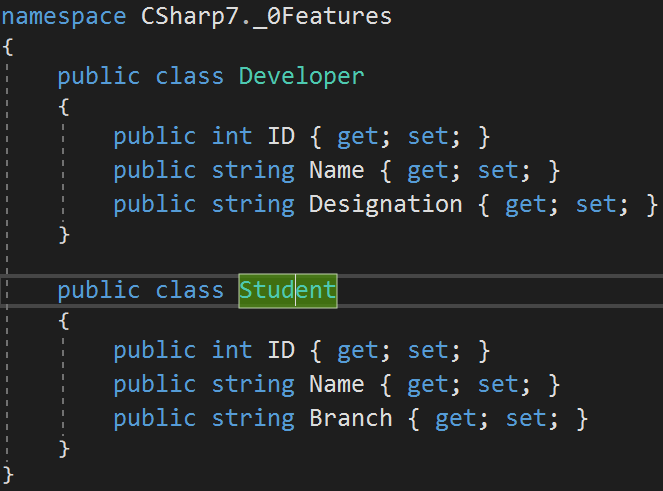 namespace CSharp7._0Features
{
    public class Developer
    {
        public int ID { get; set; }
        public string Name { get; set; }
        public string Designation { get; set; }
    }

    public class Student
    {
        public int ID { get; set; }
        public string Name { get; set; }
        public string Branch { get; set; }
    }
}